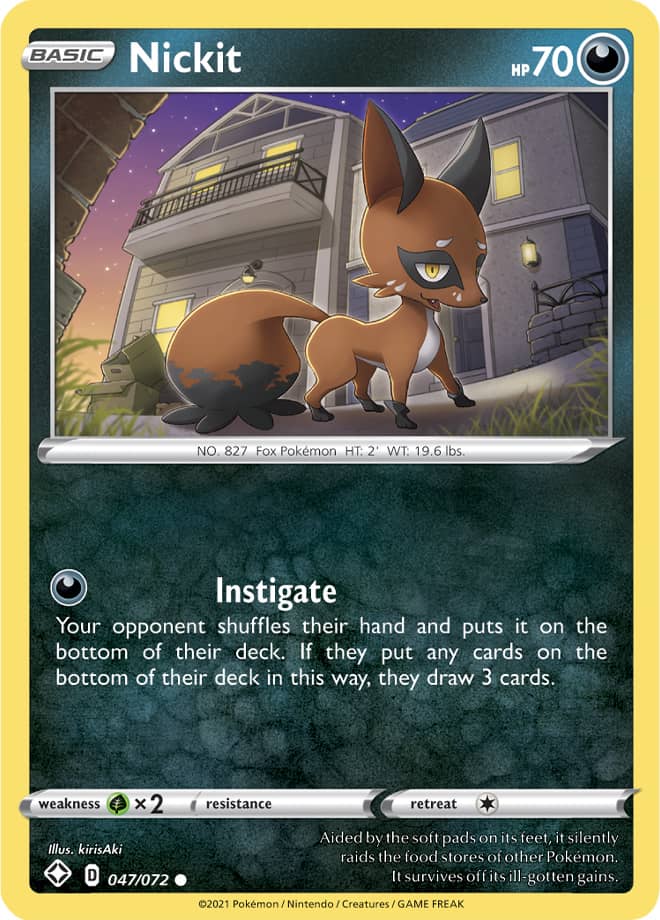 BASIC Nickit HP70
NO. 827 Fox Pokémon HT: 2' WT: 19.6 lbs.
Instigate
Your opponent shuffles their hand and puts it on the
bottom of their deck. If they put any cards on the
bottom of their deck in this way, they draw 3 cards.
weakness ×2 resistance retreat
Illus. kirisAki
Aided by the soft pads on its feet, it silently
raids the food stores of other Pokémon.
It survives off its ill-gotten gains.
D 047/072
©2021 Pokémon / Nintendo / Creatures / GAME FREAK